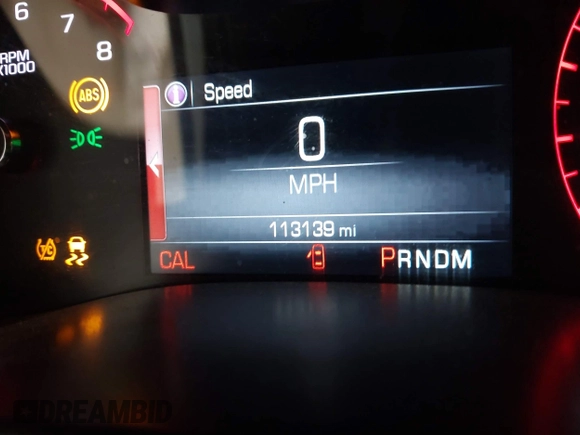 6
7
8
RPM
X1000
ABS
Speed
0
MPH
113139 mi
CAL
PRNDM
DREAMBID